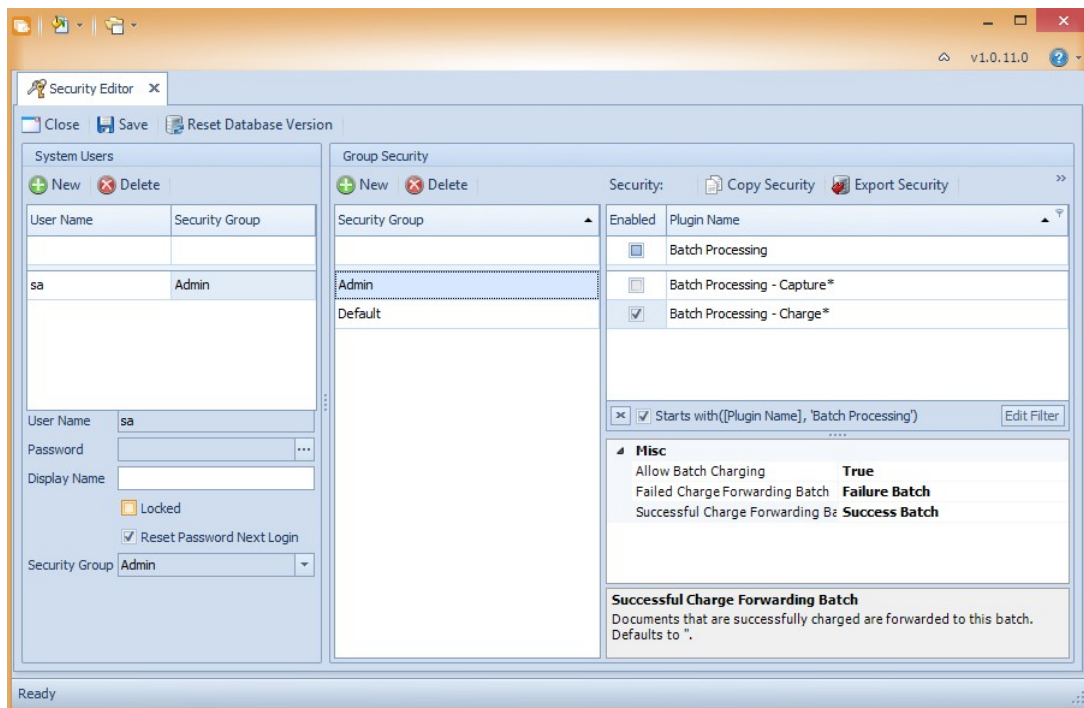 v1.0.11.0
Security Editor
Close Save Reset Database Version
System Users
New Delete
User Name Security Group
sa Admin
User Name sa
Password ...
Display Name
Locked
Reset Password Next Login
Security Group Admin
Group Security
New Delete
Security Group
Admin
Default
Security: Copy Security Export Security
Enabled Plugin Name
Batch Processing
Batch Processing - Capture*
Batch Processing - Charge*
Starts with([Plugin Name], 'Batch Processing') Edit Filter
Misc
Allow Batch Charging True
Failed Charge Forwarding Batch Failure Batch
Successful Charge Forwarding Ba Success Batch
Successful Charge Forwarding Batch
Documents that are successfully charged are forwarded to this batch.
Defaults to ''.
Ready